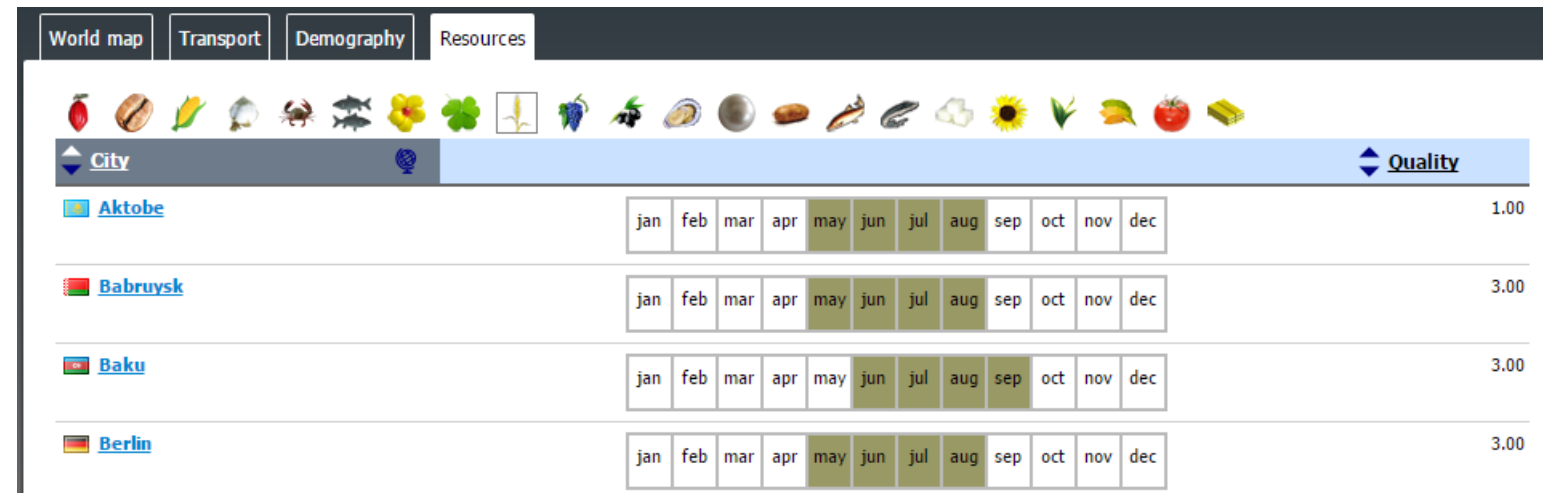 World map Transport Demography Resources
City Quality
Aktobe jan feb mar apr may jun jul aug sep oct nov dec 1.00
Babruysk jan feb mar apr may jun jul aug sep oct nov dec 3.00
Baku jan feb mar apr may jun jul aug sep oct nov dec 3.00
Berlin jan feb mar apr may jun jul aug sep oct nov dec 3.00